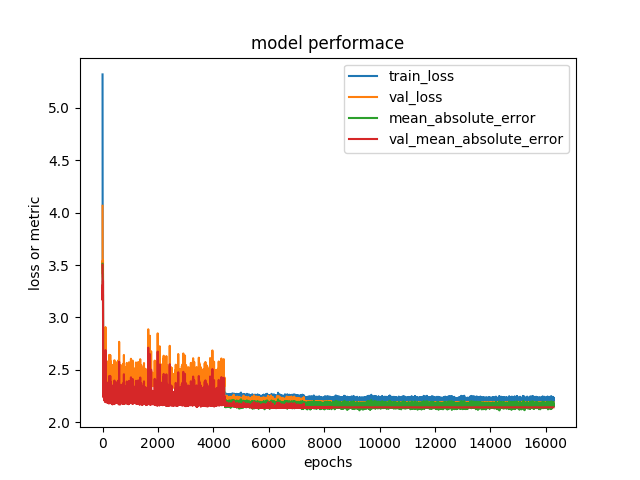 model performace
train_loss
val_loss
mean_absolute_error
val_mean_absolute_error
loss or metric
5.0
4.5
4.0
3.5
3.0
2.5
2.0
0 2000 4000 6000 8000 10000 12000 14000 16000
epochs